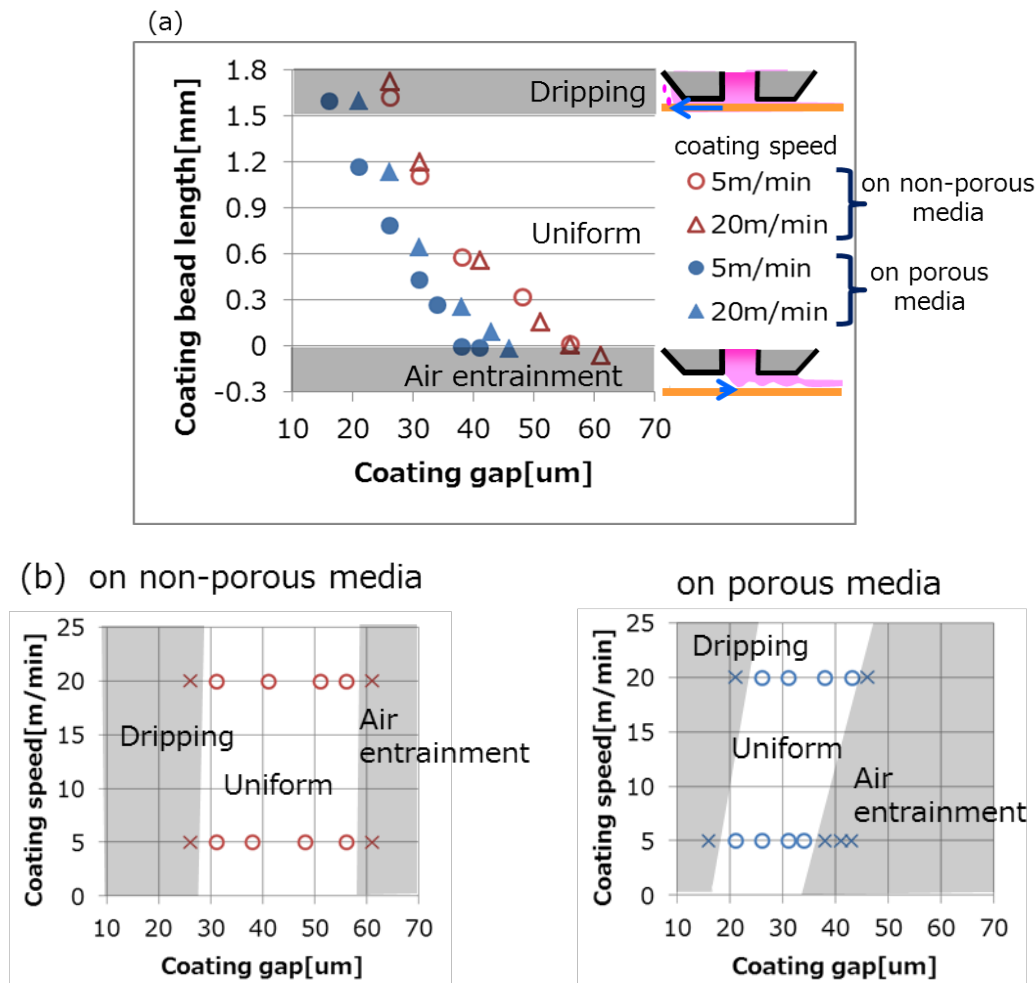 (a)
1.8
1.5
1.2
0.9
0.6
0.3
0
-0.3
Coating bead length[mm]
Dripping
Uniform
Air entrainment
10 20 30 40 50 60 70
Coating gap[um]
coating speed
5m/min
20m/min
on non-porous
media
5m/min
20m/min
on porous
media
(b) on non-porous media
25
20
15
10
5
0
Coating speed[m/min]
Dripping
Uniform
Air
entrainment
10 20 30 40 50 60 70
Coating gap[um]
on porous media
25
20
15
10
5
0
Coating speed[m/min]
Dripping
Uniform
Air
entrainment
10 20 30 40 50 60 70
Coating gap[um]